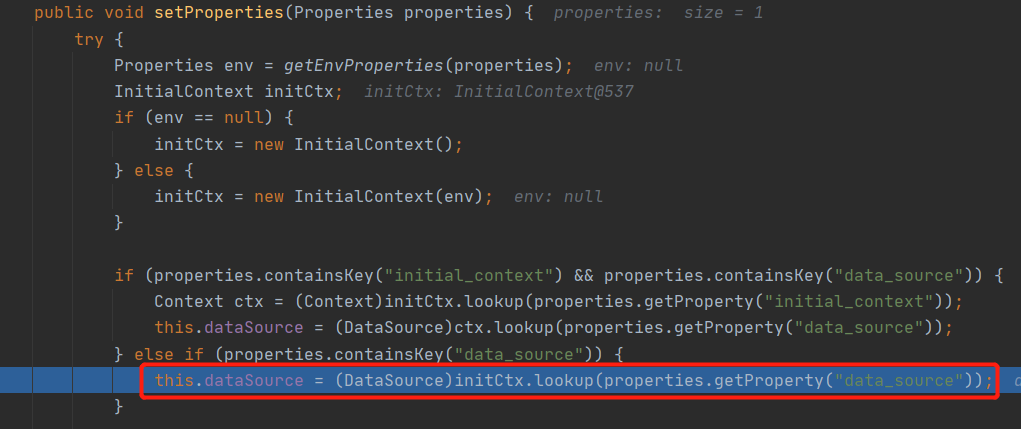 public void setProperties(Properties properties) {  properties:  size = 1
try {
Properties env = getEnvProperties(properties);  env: null
InitialContext initCtx;  initCtx: InitialContext@537
if (env == null) {
initCtx = new InitialContext();
} else {
initCtx = new InitialContext(env);  env: null
}
if (properties.containsKey("initial_context") && properties.containsKey("data_source")) {
Context ctx = (Context)initCtx.lookup(properties.getProperty("initial_context"));
this.dataSource = (DataSource)ctx.lookup(properties.getProperty("data_source"));
} else if (properties.containsKey("data_source")) {
this.dataSource = (DataSource)initCtx.lookup(properties.getProperty("data_source"));
}